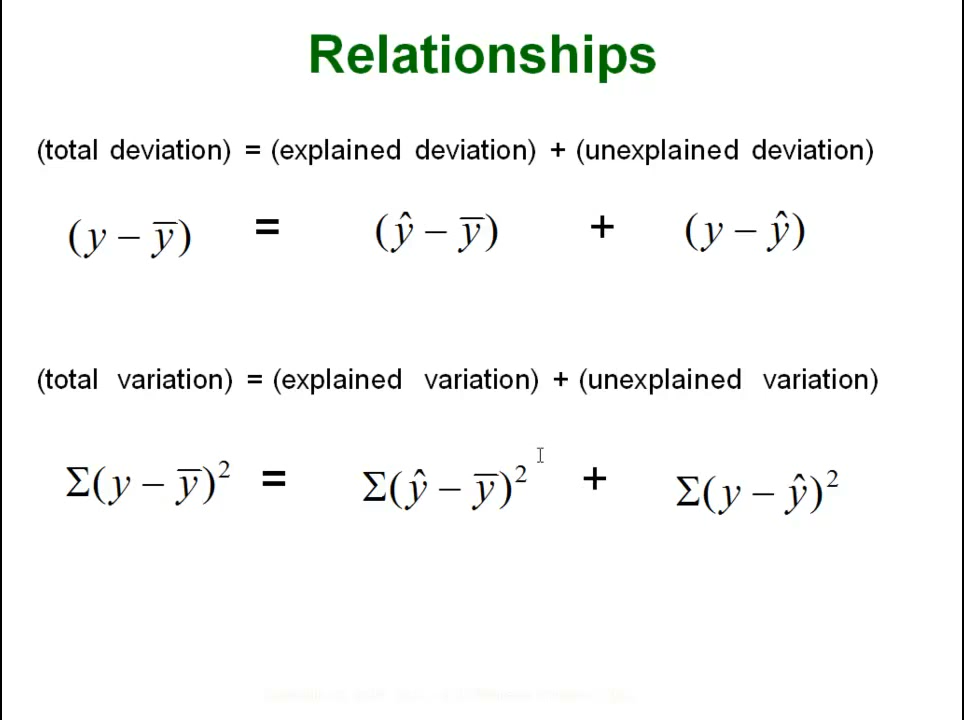 Relationships
(total deviation) = (explained deviation) + (unexplained deviation)
(y − y̅) = (ŷ − y̅) + (y − ŷ)
(total variation) = (explained variation) + (unexplained variation)
Σ(y − y̅)² = Σ(ŷ − y̅)² + Σ(y − ŷ)²